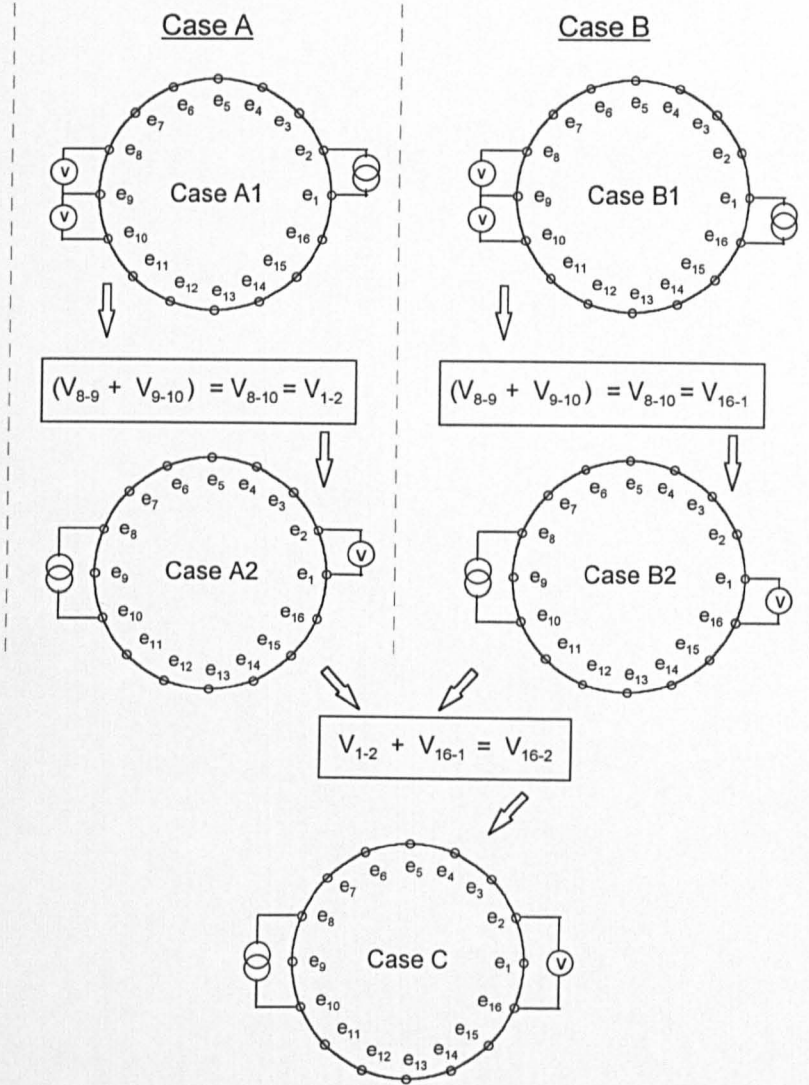 Case A
Case B
e₅
e₆ e₄
e₇ e₃
e₈ e₂
V
e₉ Case A1 e₁
V
e₁₀ e₁₆
e₁₁ e₁₅
e₁₂ e₁₄
e₁₃
e₅
e₆ e₄
e₇ e₃
e₈ e₂
V
e₉ Case B1 e₁
V
e₁₀ e₁₆
e₁₁ e₁₅
e₁₂ e₁₄
e₁₃
(V₈₋₉ + V₉₋₁₀) = V₈₋₁₀ = V₁₋₂
(V₈₋₉ + V₉₋₁₀) = V₈₋₁₀ = V₁₆₋₁
e₅
e₆ e₄
e₇ e₃
e₈ e₂
V
e₉ Case A2 e₁
e₁₀ e₁₆
e₁₁ e₁₅
e₁₂ e₁₄
e₁₃
e₅
e₆ e₄
e₇ e₃
e₈ e₂
e₉ Case B2 e₁
V
e₁₀ e₁₆
e₁₁ e₁₅
e₁₂ e₁₄
e₁₃
V₁₋₂ + V₁₆₋₁ = V₁₆₋₂
e₅
e₆ e₄
e₇ e₃
e₈ e₂
e₉ Case C e₁ V
e₁₀ e₁₆
e₁₁ e₁₅
e₁₂ e₁₄
e₁₃